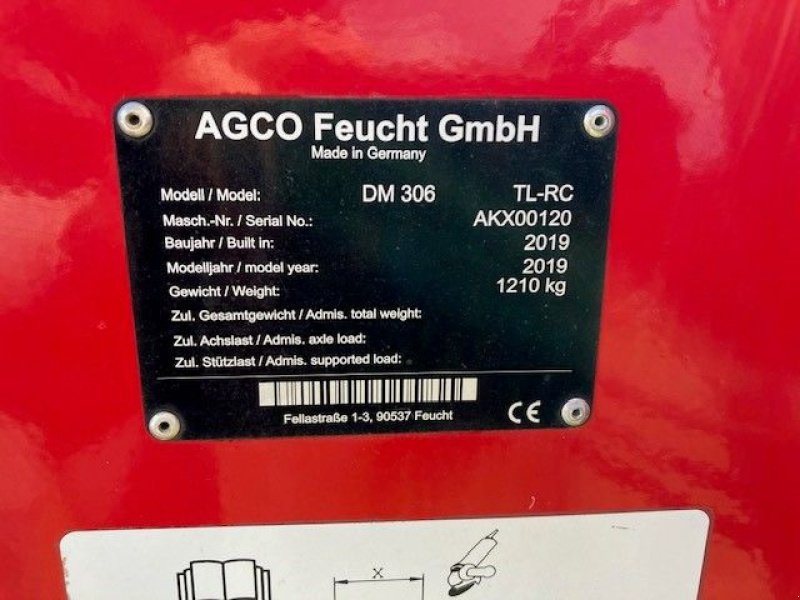 AGCO Feucht GmbH
Made in Germany
Modell / Model: DM 306 TL-RC
Masch.-Nr. / Serial No.: AKX00120
Baujahr / Built in: 2019
Modelljahr / model year: 2019
Gewicht / Weight: 1210 kg
Zul. Gesamtgewicht / Admis. total weight:
Zul. Achslast / Admis. axle load:
Zul. Stützlast / Admis. supported load:
Fellastraße 1-3, 90537 Feucht CE
X